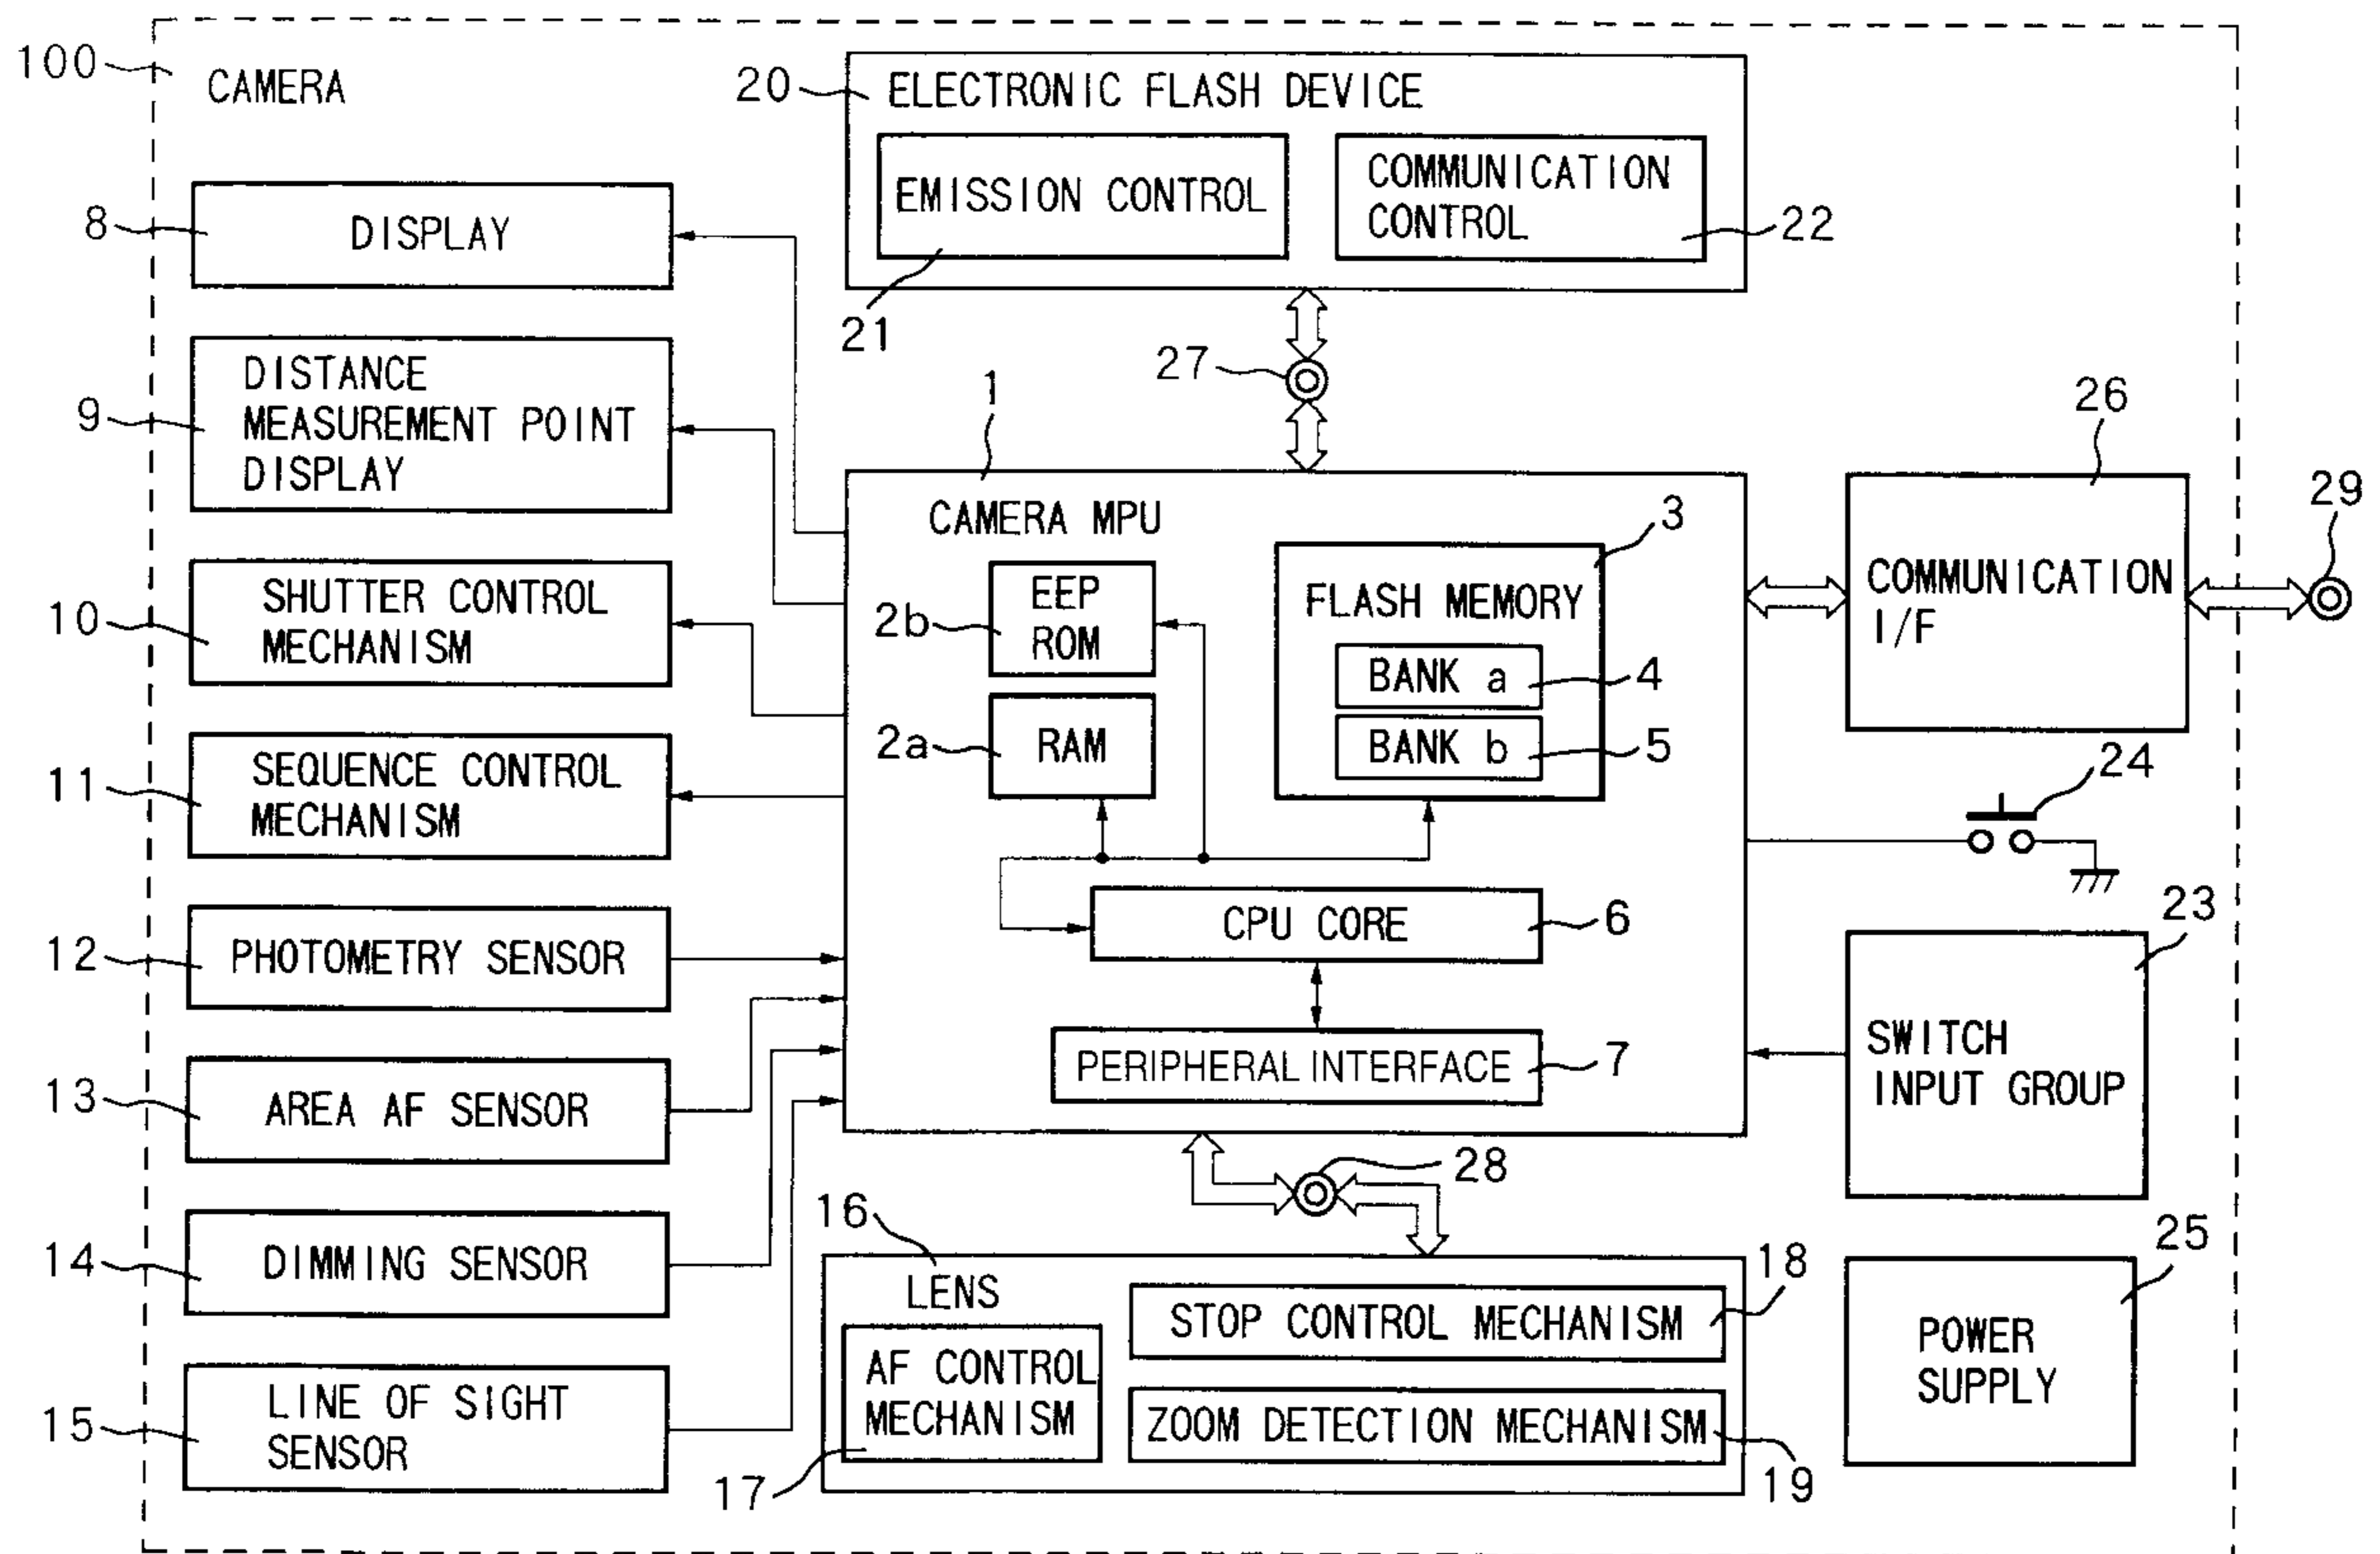 100
CAMERA
20
ELECTRONIC FLASH DEVICE
EMISSION CONTROL
COMMUNICATION
CONTROL
21
22
8
DISPLAY
9
DISTANCE
MEASUREMENT POINT
DISPLAY
10
SHUTTER CONTROL
MECHANISM
11
SEQUENCE CONTROL
MECHANISM
12
PHOTOMETRY SENSOR
13
AREA AF SENSOR
14
DIMMING SENSOR
15
LINE OF SIGHT
SENSOR
27
1
CAMERA MPU
2b
EEP
ROM
2a
RAM
3
FLASH MEMORY
BANK a
4
BANK b
5
CPU CORE
6
PERIPHERAL INTERFACE
7
28
16
LENS
AF CONTROL
MECHANISM
17
18
STOP CONTROL MECHANISM
ZOOM DETECTION MECHANISM
19
26
COMMUNICATION
I/F
29
24
23
SWITCH
INPUT GROUP
25
POWER
SUPPLY